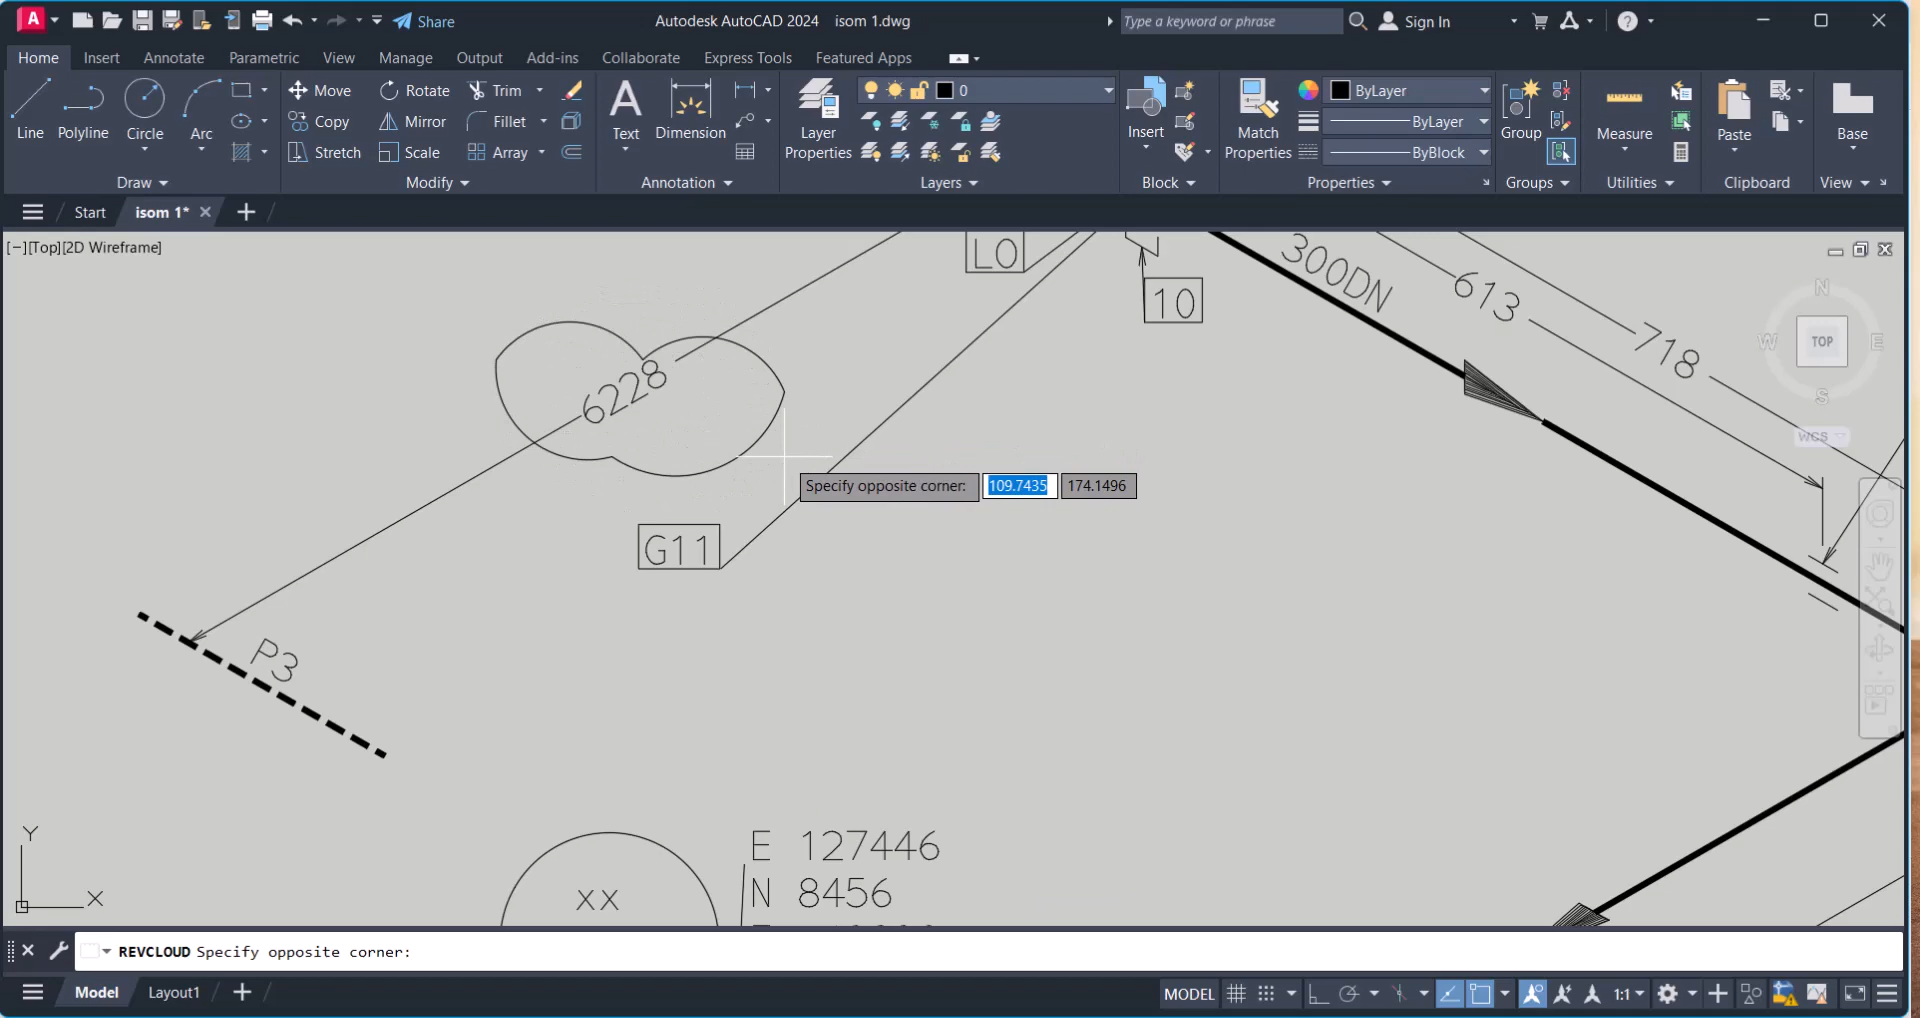 A Share Autodesk AutoCAD 2024 isom 1.dwg Type a keyword or phrase Sign In
Home Insert Annotate Parametric View Manage Output Add-ins Collaborate Express Tools Featured Apps
Line Polyline Circle Arc
Move Rotate Trim
Copy Mirror Fillet
Stretch Scale Array
Text Dimension
Layer Properties
0
Insert
Match Properties
ByLayer
ByLayer
ByBlock
Group
Measure
Paste
Base
Draw Modify Annotation Layers Block Properties Groups Utilities Clipboard View
Start isom 1* +
[−][Top][2D Wireframe]
L0
10
300DN
613
718
N
W TOP E
S
WCS
6228
Specify opposite corner: 109.7435 174.1496
G11
P3
E 127446
N 8456
XX
Y
X
REVCLOUD Specify opposite corner:
Model Layout1 + MODEL 1:1